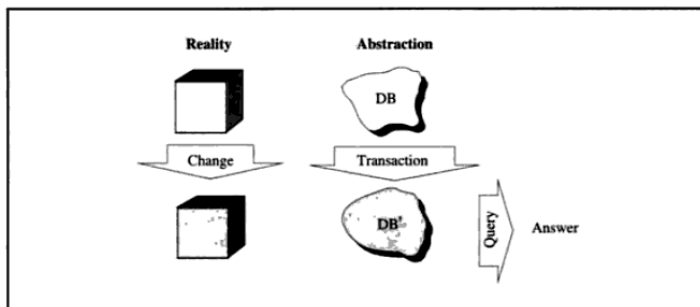 Reality Abstraction
DB
Change Transaction
DB'
Query
Answer